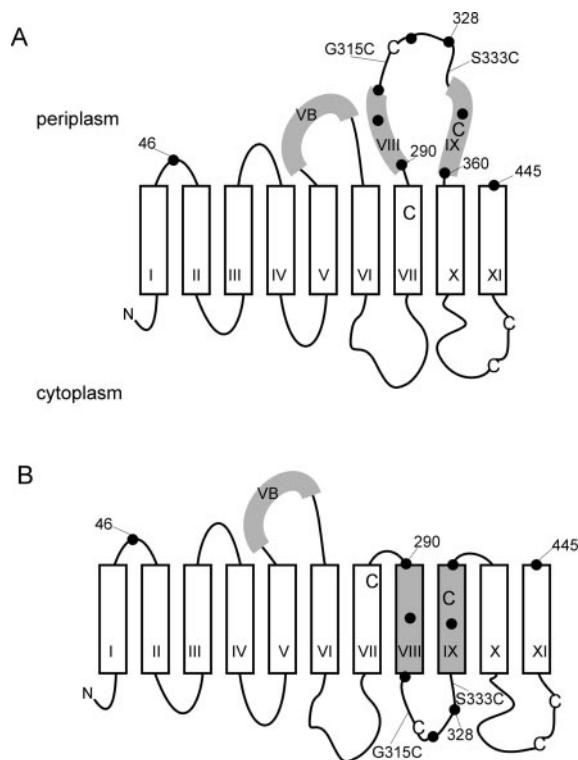 A
328
G315C
C
S333C
periplasm
VB
46
VIII
C
IX
290
360
445
C
I
II
III
IV
V
VI
VII
X
XI
N
C
C
cytoplasm
B
VB
46
290
445
C
C
I
II
III
IV
V
VI
VII
VIII
IX
X
XI
N
S333C
C
328
G315C
C
C